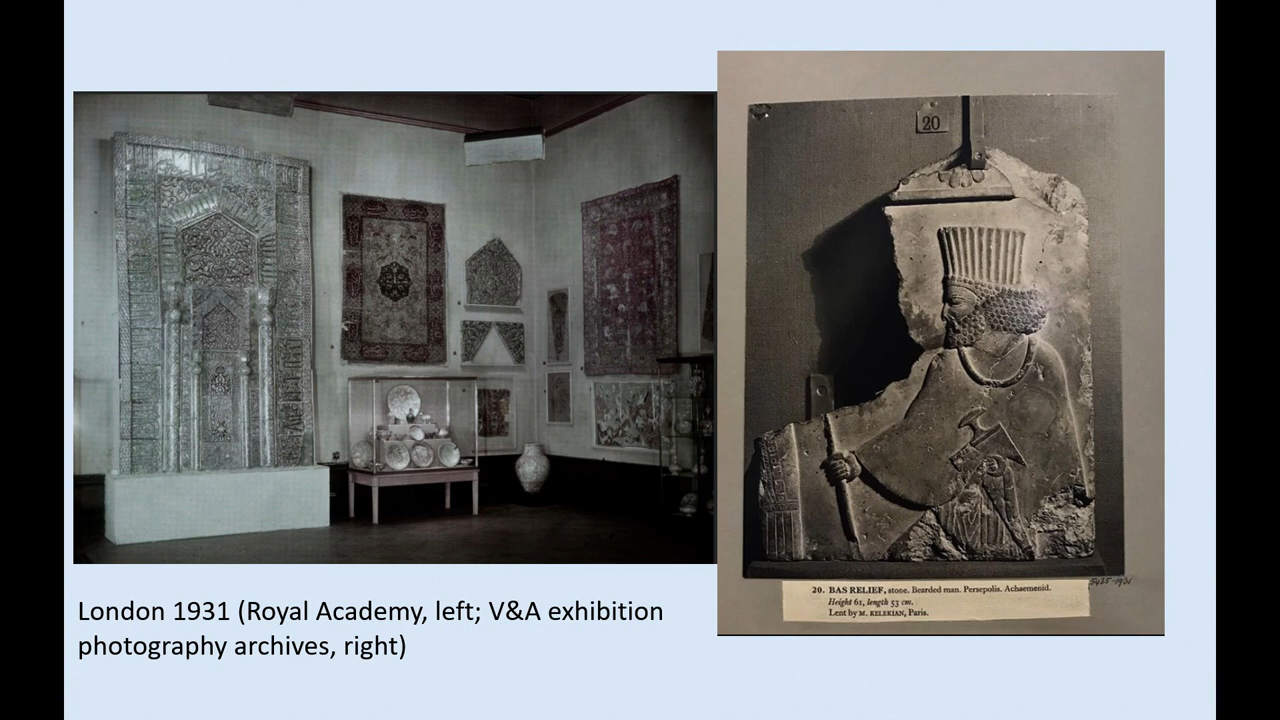 20
20. BAS RELIEF, stone. Bearded man. Persepolis. Achaemenid.
Height 61, length 53 cm.
Lent by M. KELEKIAN, Paris.
London 1931 (Royal Academy, left; V&A exhibition
photography archives, right)